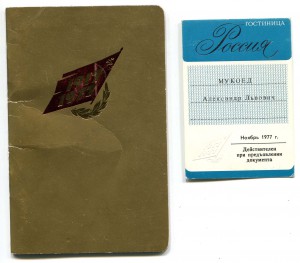 ГОСТИНИЦА
Россия
МУКОЕД
Александр Львович
Ноябрь 1977 г.
Действителен
при предъявлении
документа